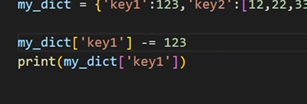 my_dict = {'key1':123,'key2':[12,22,33
my_dict['key1'] -= 123
print(my_dict['key1'])